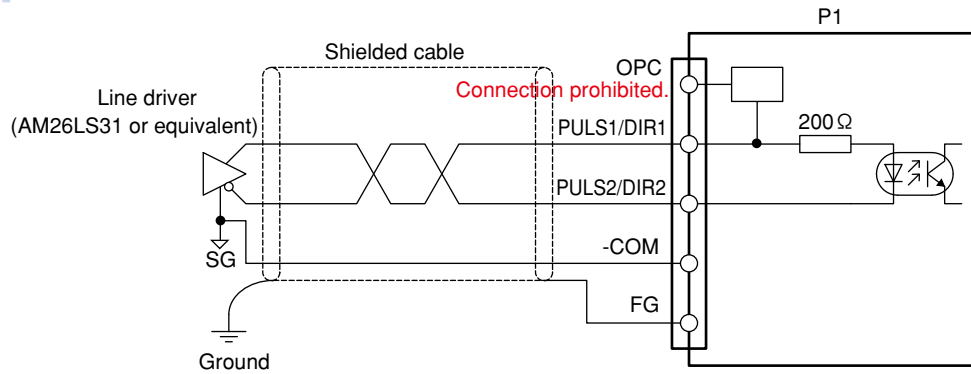 P1
Shielded cable
OPC
Connection prohibited.
Line driver
(AM26LS31 or equivalent)
PULS1/DIR1
200Ω
PULS2/DIR2
-COM
SG
FG
Ground